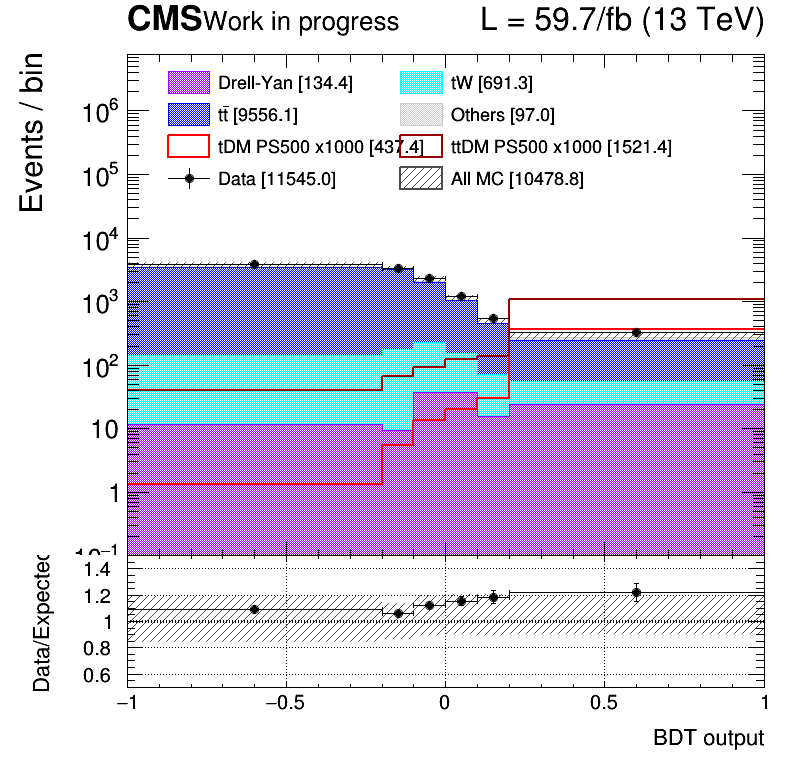 CMS Work in progress L = 59.7/fb (13 TeV)
Events / bin
Drell-Yan [134.4] tW [691.3]
tt̄ [9556.1] Others [97.0]
tDM PS500 x1000 [437.4] ttDM PS500 x1000 [1521.4]
Data [11545.0] All MC [10478.8]
10⁶
10⁵
10⁴
10³
10²
10
1
10⁻¹
Data/Expected
1.4
1.2
1
0.8
0.6
−1 −0.5 0 0.5 1
BDT output